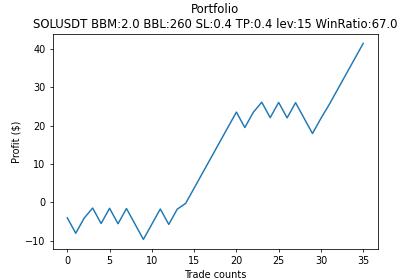 Portfolio
SOLUSDT BBM:2.0 BBL:260 SL:0.4 TP:0.4 lev:15 WinRatio:67.0
40
30
20
10
0
−10
Profit ($)
0 5 10 15 20 25 30 35
Trade counts